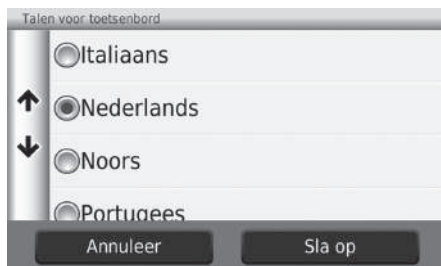 Talen voor toetsenbord
Italiaans
Nederlands
Noors
Portugees
Annuleer
Sla op